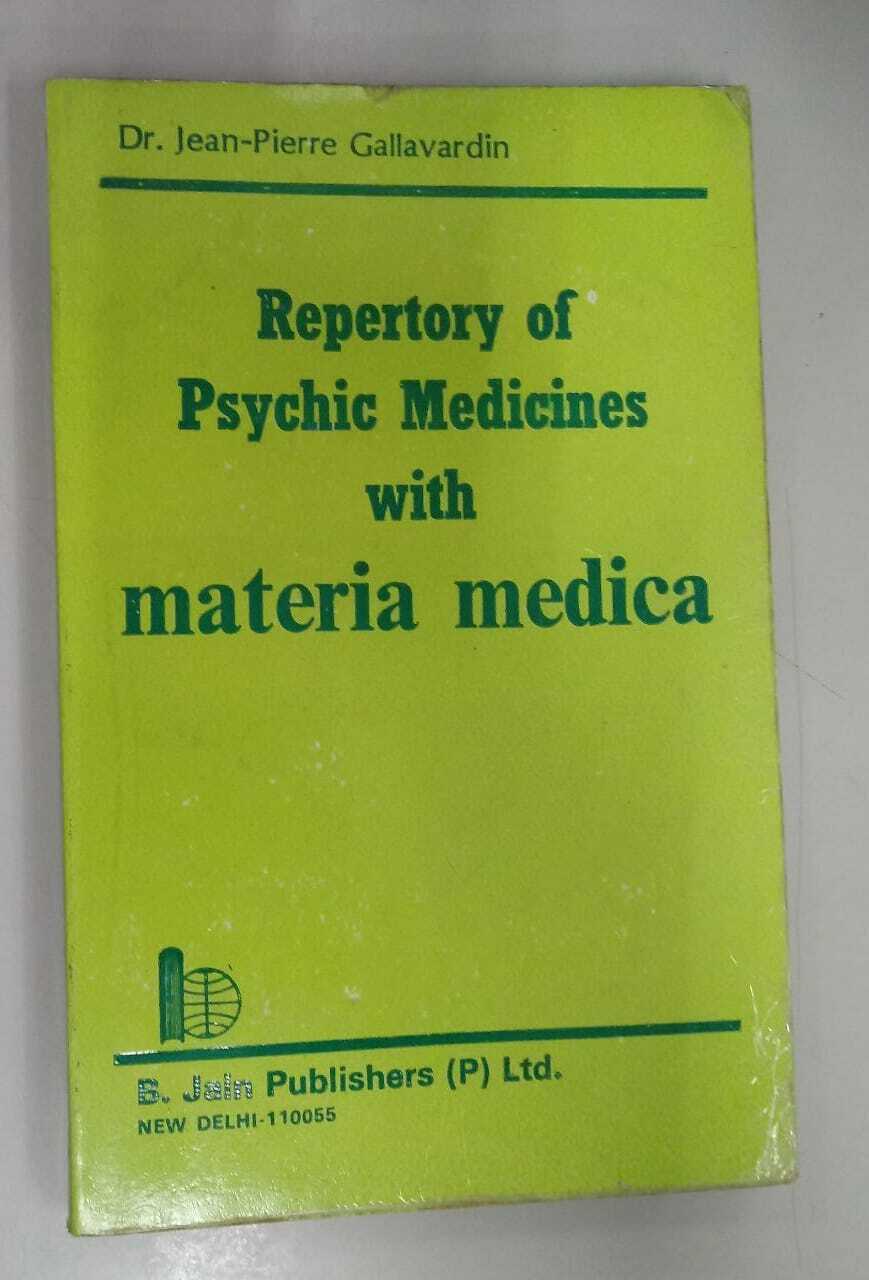 Dr. Jean-Pierre Gallavardin
Repertory of
Psychic Medicines
with
materia medica
B. Jain Publishers (P) Ltd.
NEW DELHI-110055